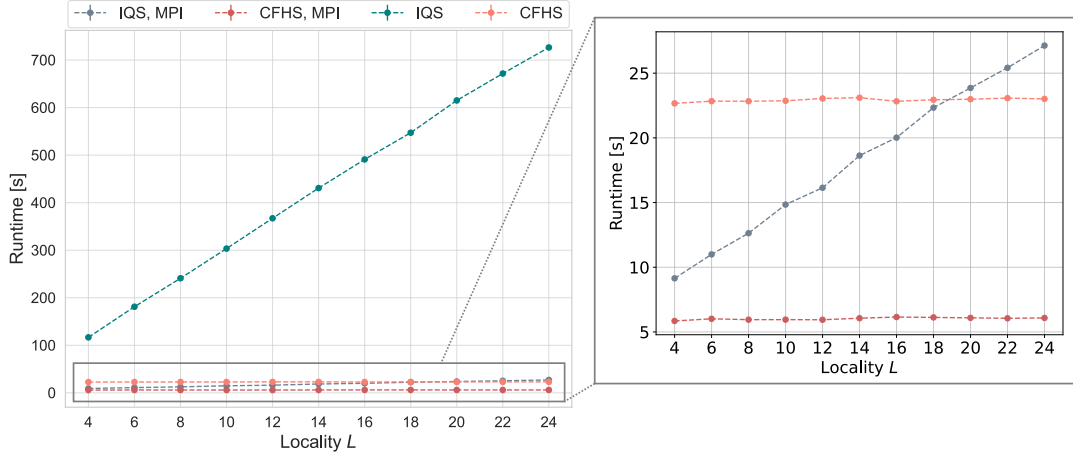 IQS, MPI CFHS, MPI IQS CFHS
Runtime [s]
700
600
500
400
300
200
100
0
4 6 8 10 12 14 16 18 20 22 24
Locality L
Runtime [s]
25
20
15
10
5
4 6 8 10 12 14 16 18 20 22 24
Locality L